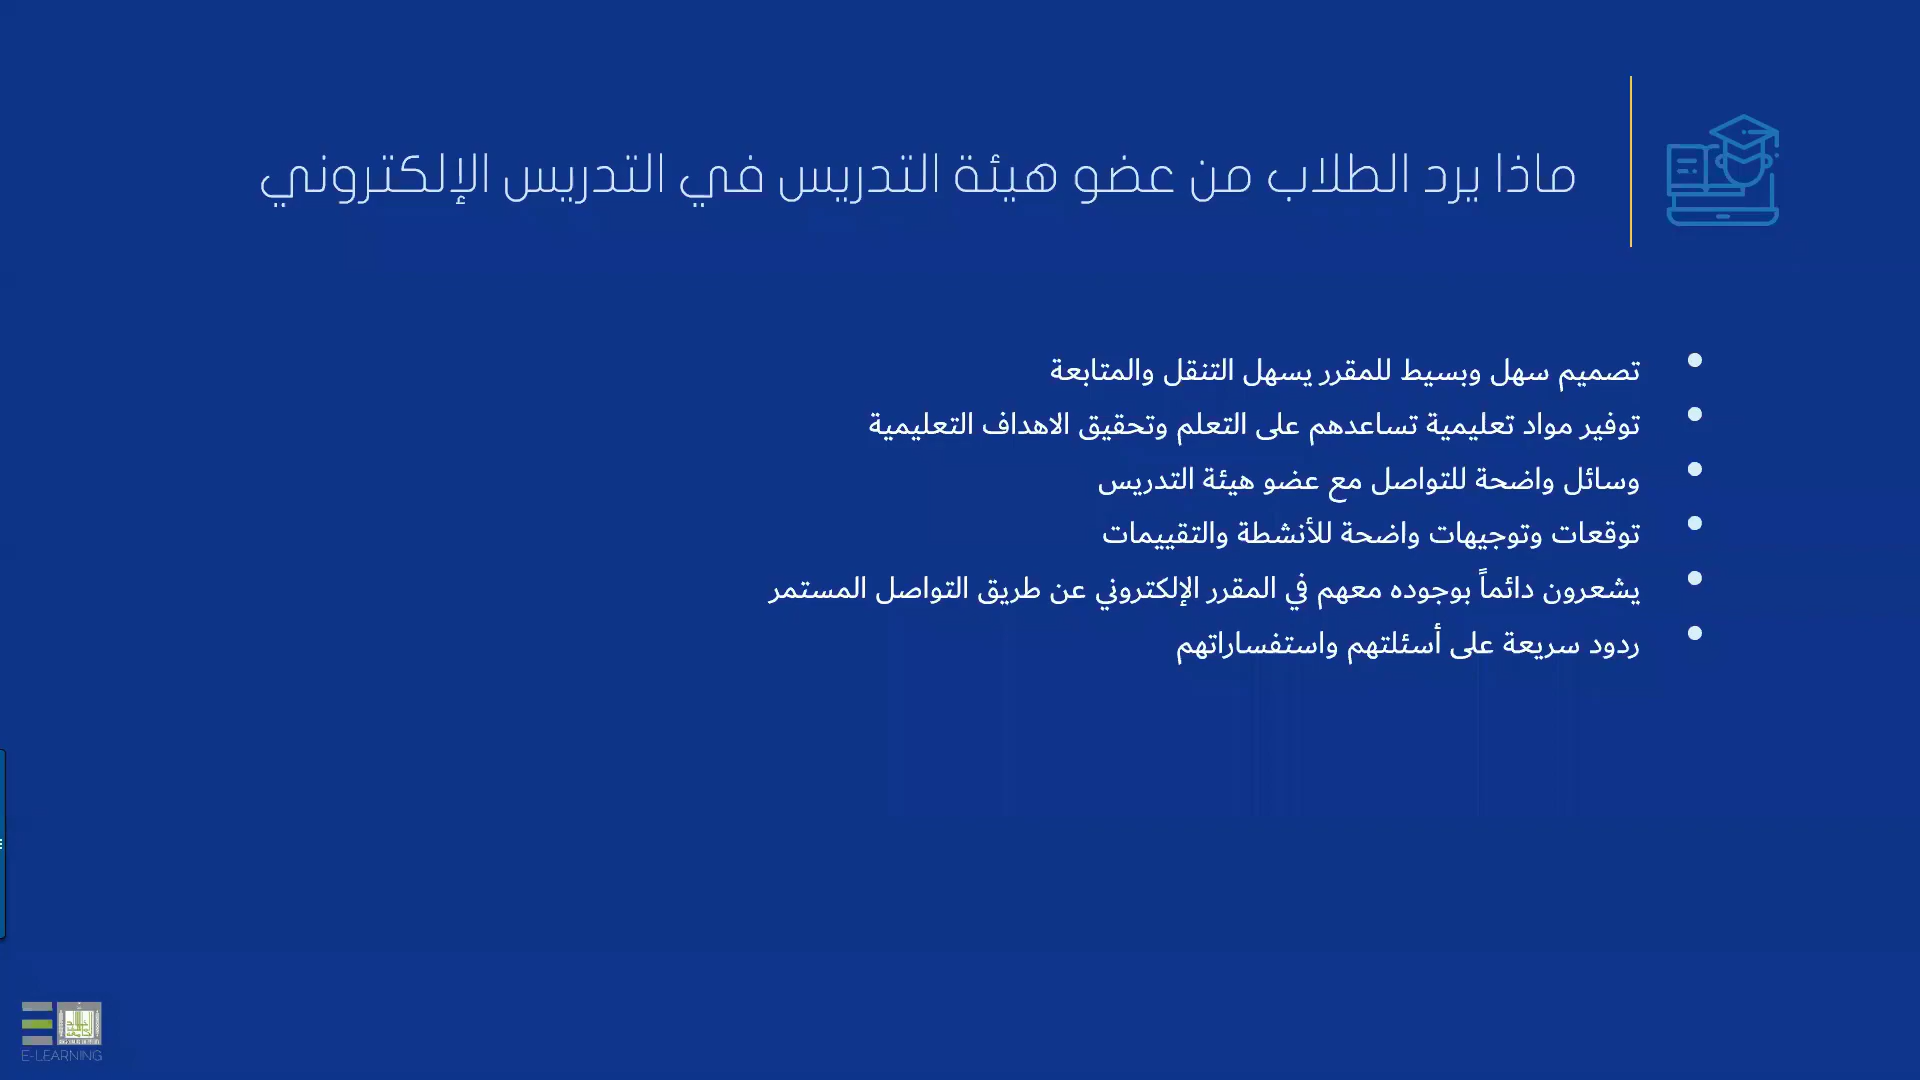 ماذا يرد الطلاب من عضو هيئة التدريس في التدريس الإلكتروني
تصميم سهل وبسيط للمقرر يسهل التنقل والمتابعة
توفير مواد تعليمية تساعدهم على التعلم وتحقيق الاهداف التعليمية
وسائل واضحة للتواصل مع عضو هيئة التدريس
توقعات وتوجيهات واضحة للأنشطة والتقييمات
يشعرون دائماً بوجوده معهم في المقرر الإلكتروني عن طريق التواصل المستمر
ردود سريعة على أسئلتهم واستفساراتهم
E-LEARNING